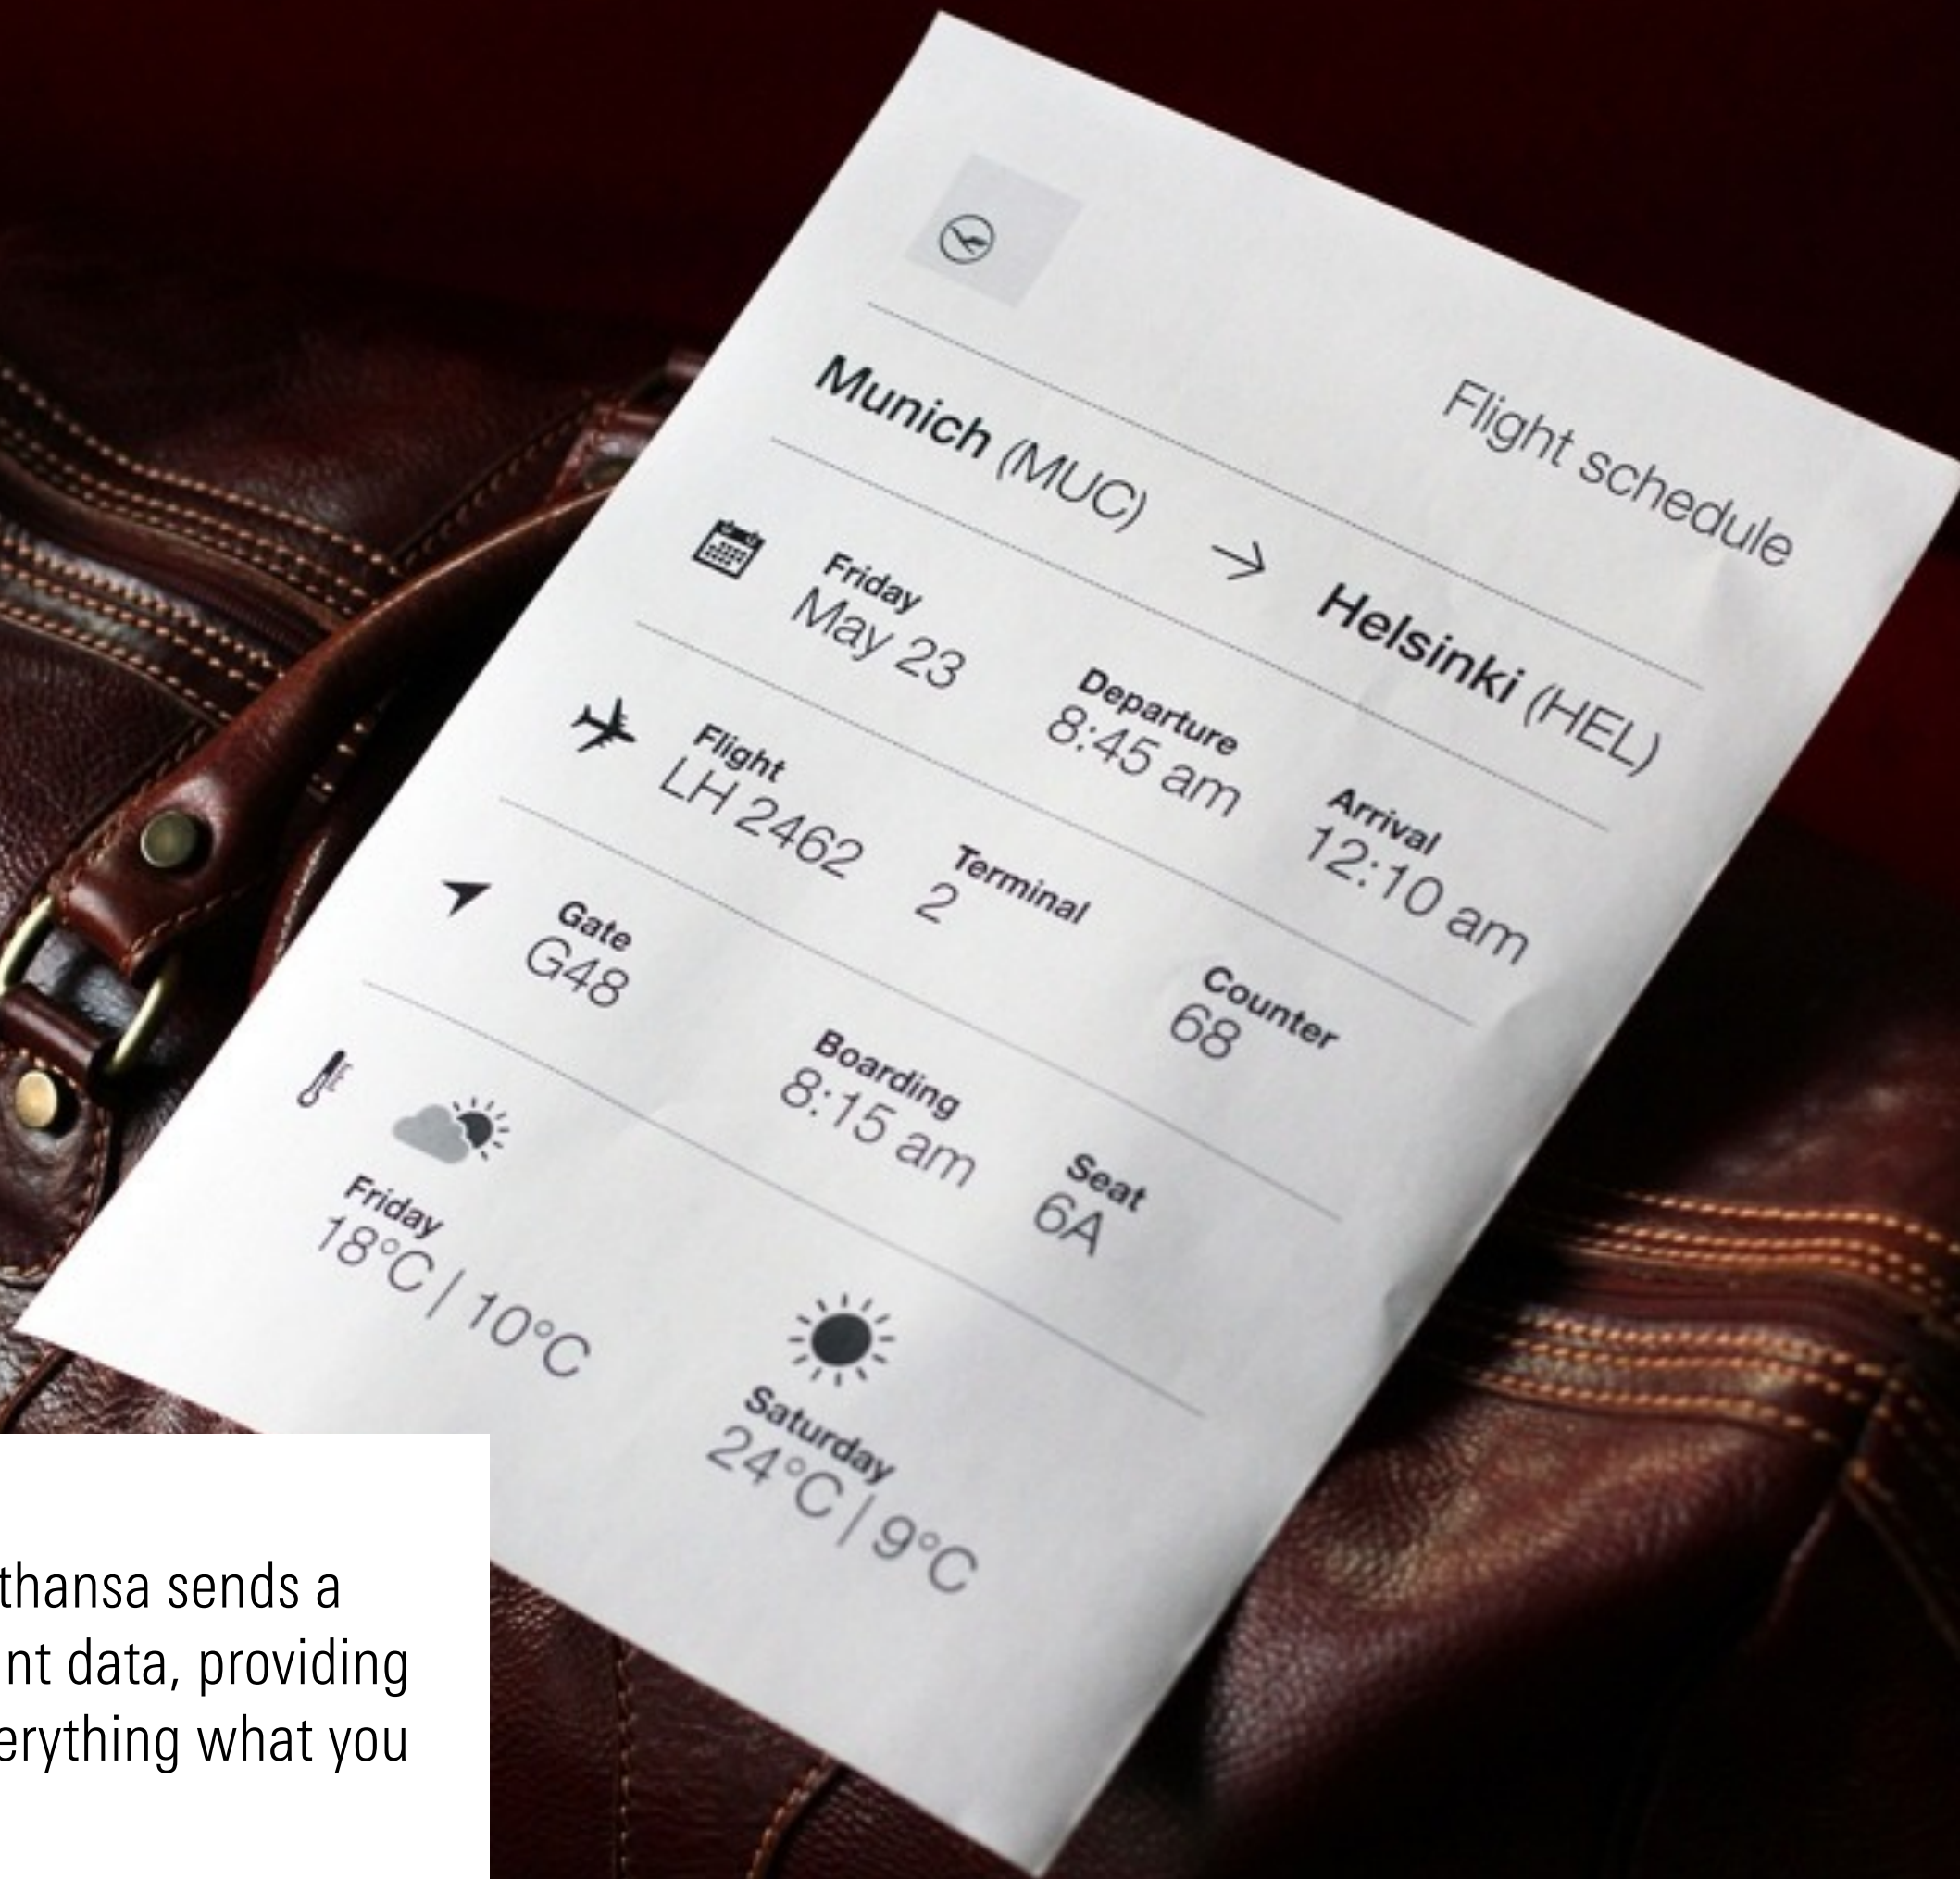 Flight schedule
Munich (MUC) → Helsinki (HEL)
Friday Departure Arrival
May 23 8:45 am 12:10 am
Flight Terminal Counter
LH 2462 2 68
Gate Boarding Seat
G48 8:15 am 6A
Friday Saturday
18°C | 10°C 24°C | 9°C
thansa sends a
nt data, providing
erything what you